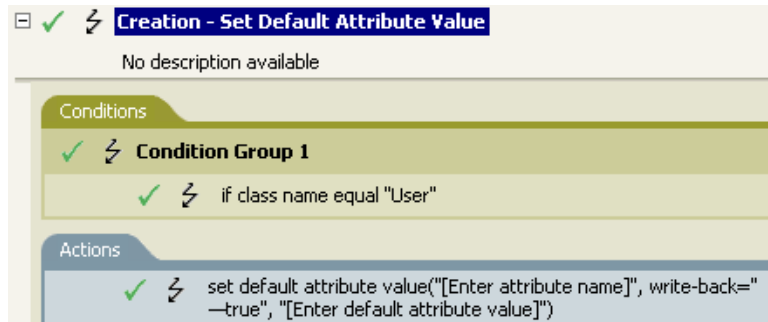 Creation - Set Default Attribute Value
No description available
Conditions
Condition Group 1
if class name equal "User"
Actions
set default attribute value("[Enter attribute name]", write-back="
—true", "[Enter default attribute value]")